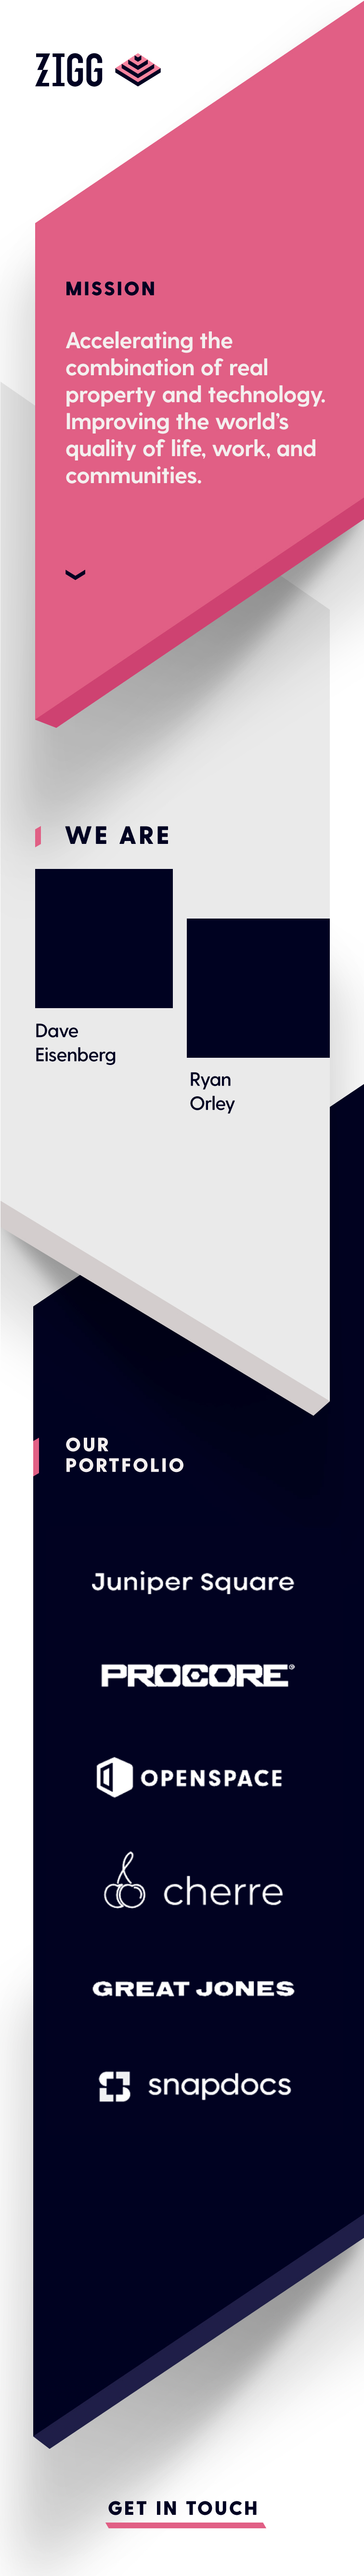 ZIGG
MISSION
Accelerating the
combination of real
property and technology.
Improving the world's
quality of life, work, and
communities.
WE ARE
Dave
Eisenberg
Ryan
Orley
OUR
PORTFOLIO
Juniper Square
PROCORE®
OPENSPACE
cherre
GREAT JONES
snapdocs
GET IN TOUCH